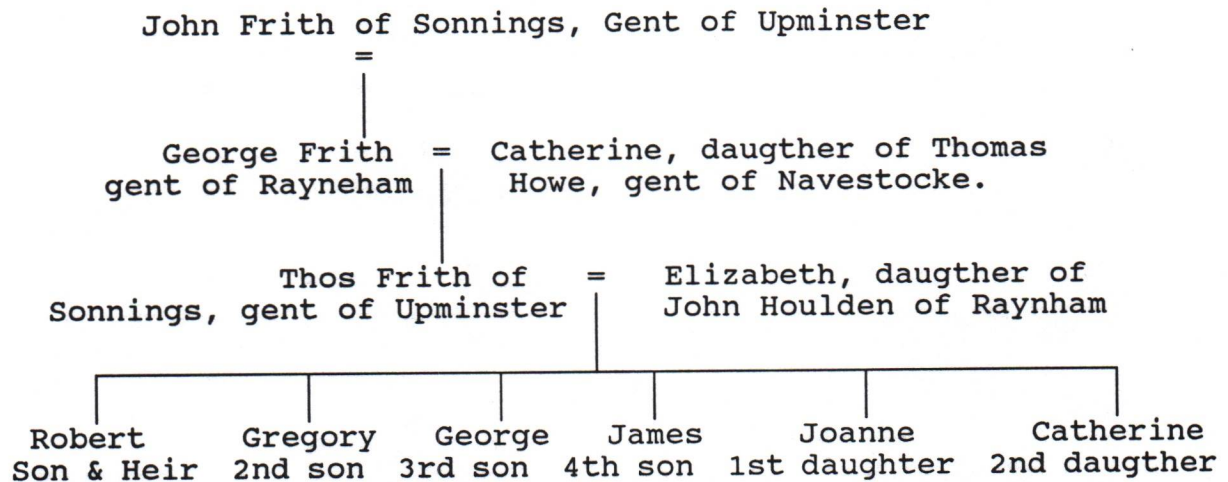 John Frith of Sonnings, Gent of Upminster
=
George Frith = Catherine, daugther of Thomas
gent of Rayneham Howe, gent of Navestocke.
Thos Frith of = Elizabeth, daugther of
Sonnings, gent of Upminster John Houlden of Raynham
Robert Gregory George James Joanne Catherine
Son & Heir 2nd son 3rd son 4th son 1st daughter 2nd daugther